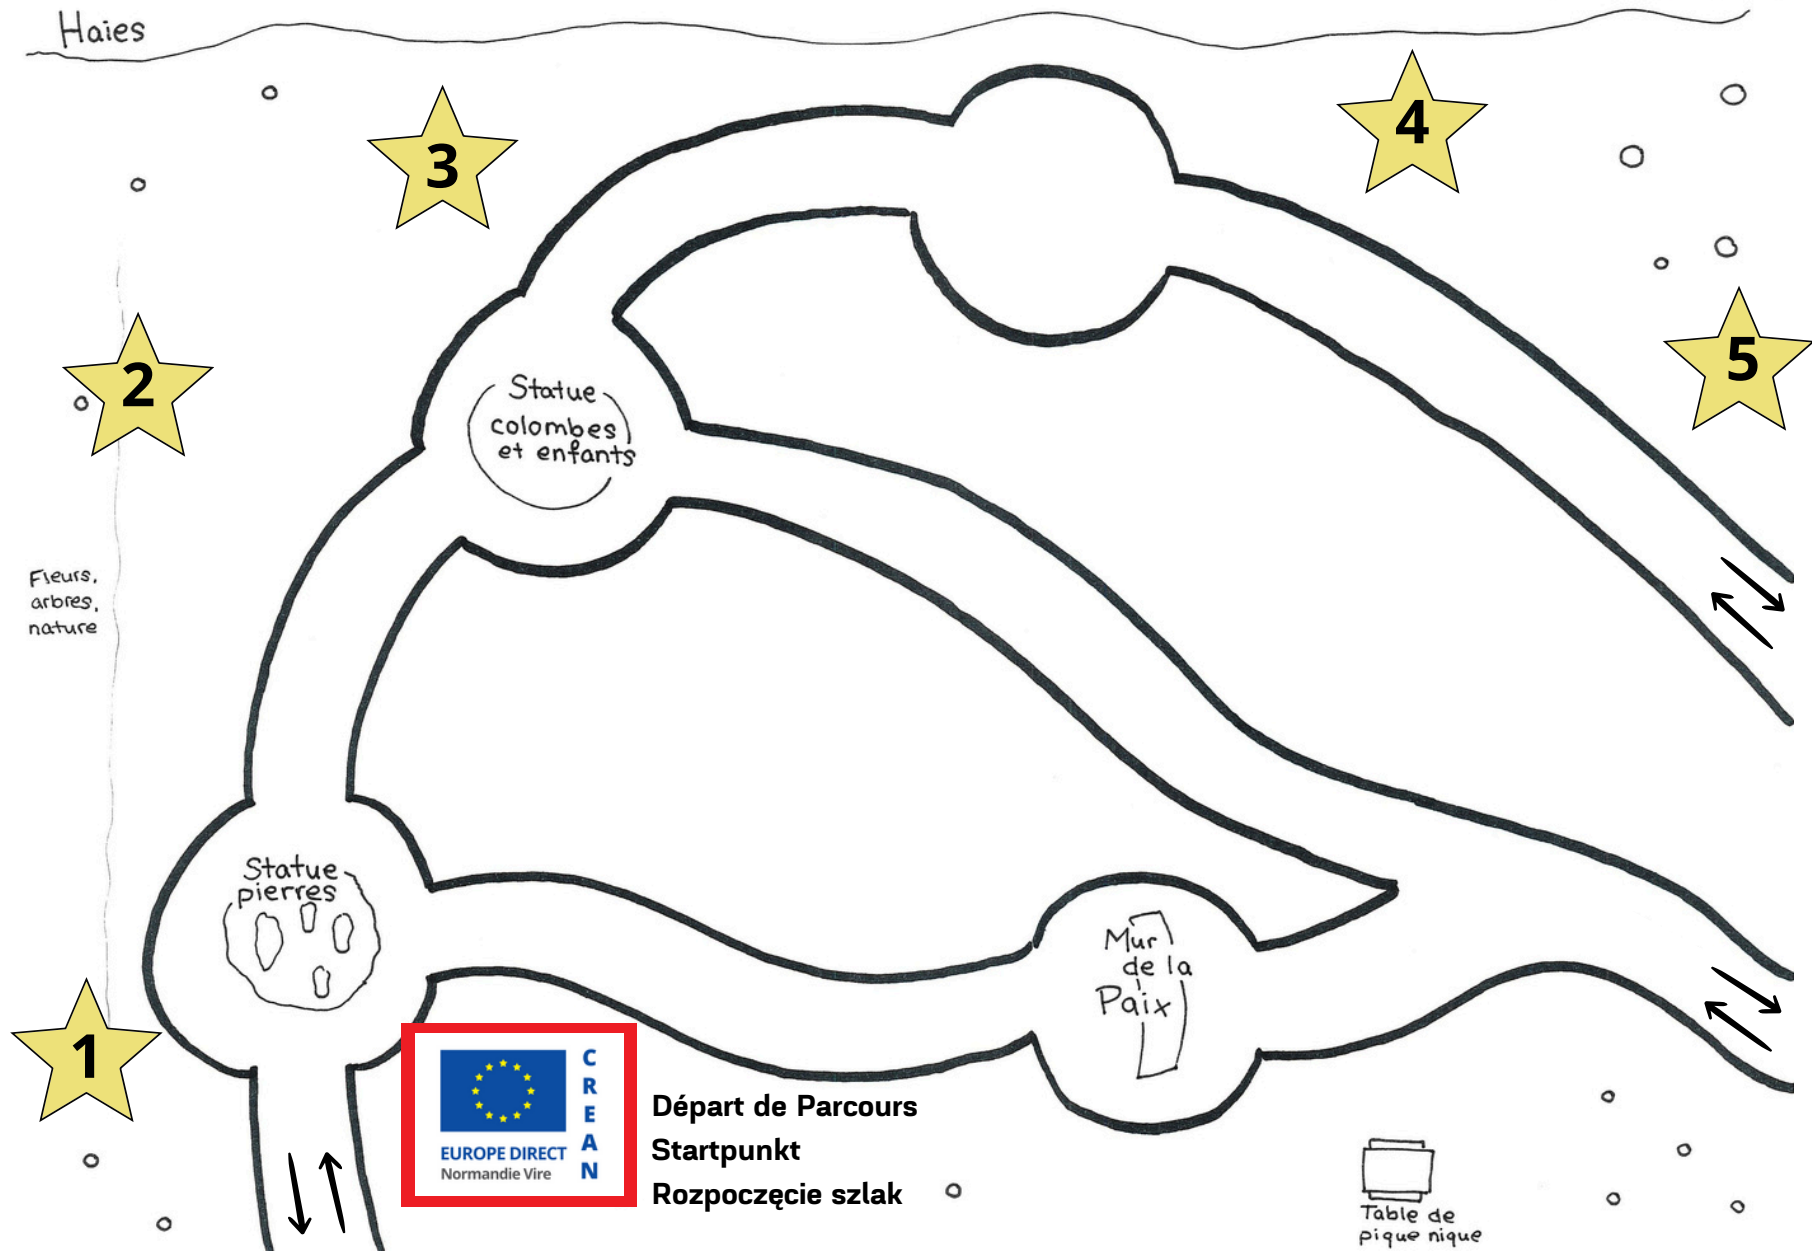 Haies
3
4
2
5
Statue
colombes
et enfants
Fleurs,
arbres,
nature
Statue
pierres
Mur
de la
Paix
1
CREAN
EUROPE DIRECT
Normandie Vire
Départ de Parcours
Startpunkt
Rozpoczęcie szlak
Table de
pique nique